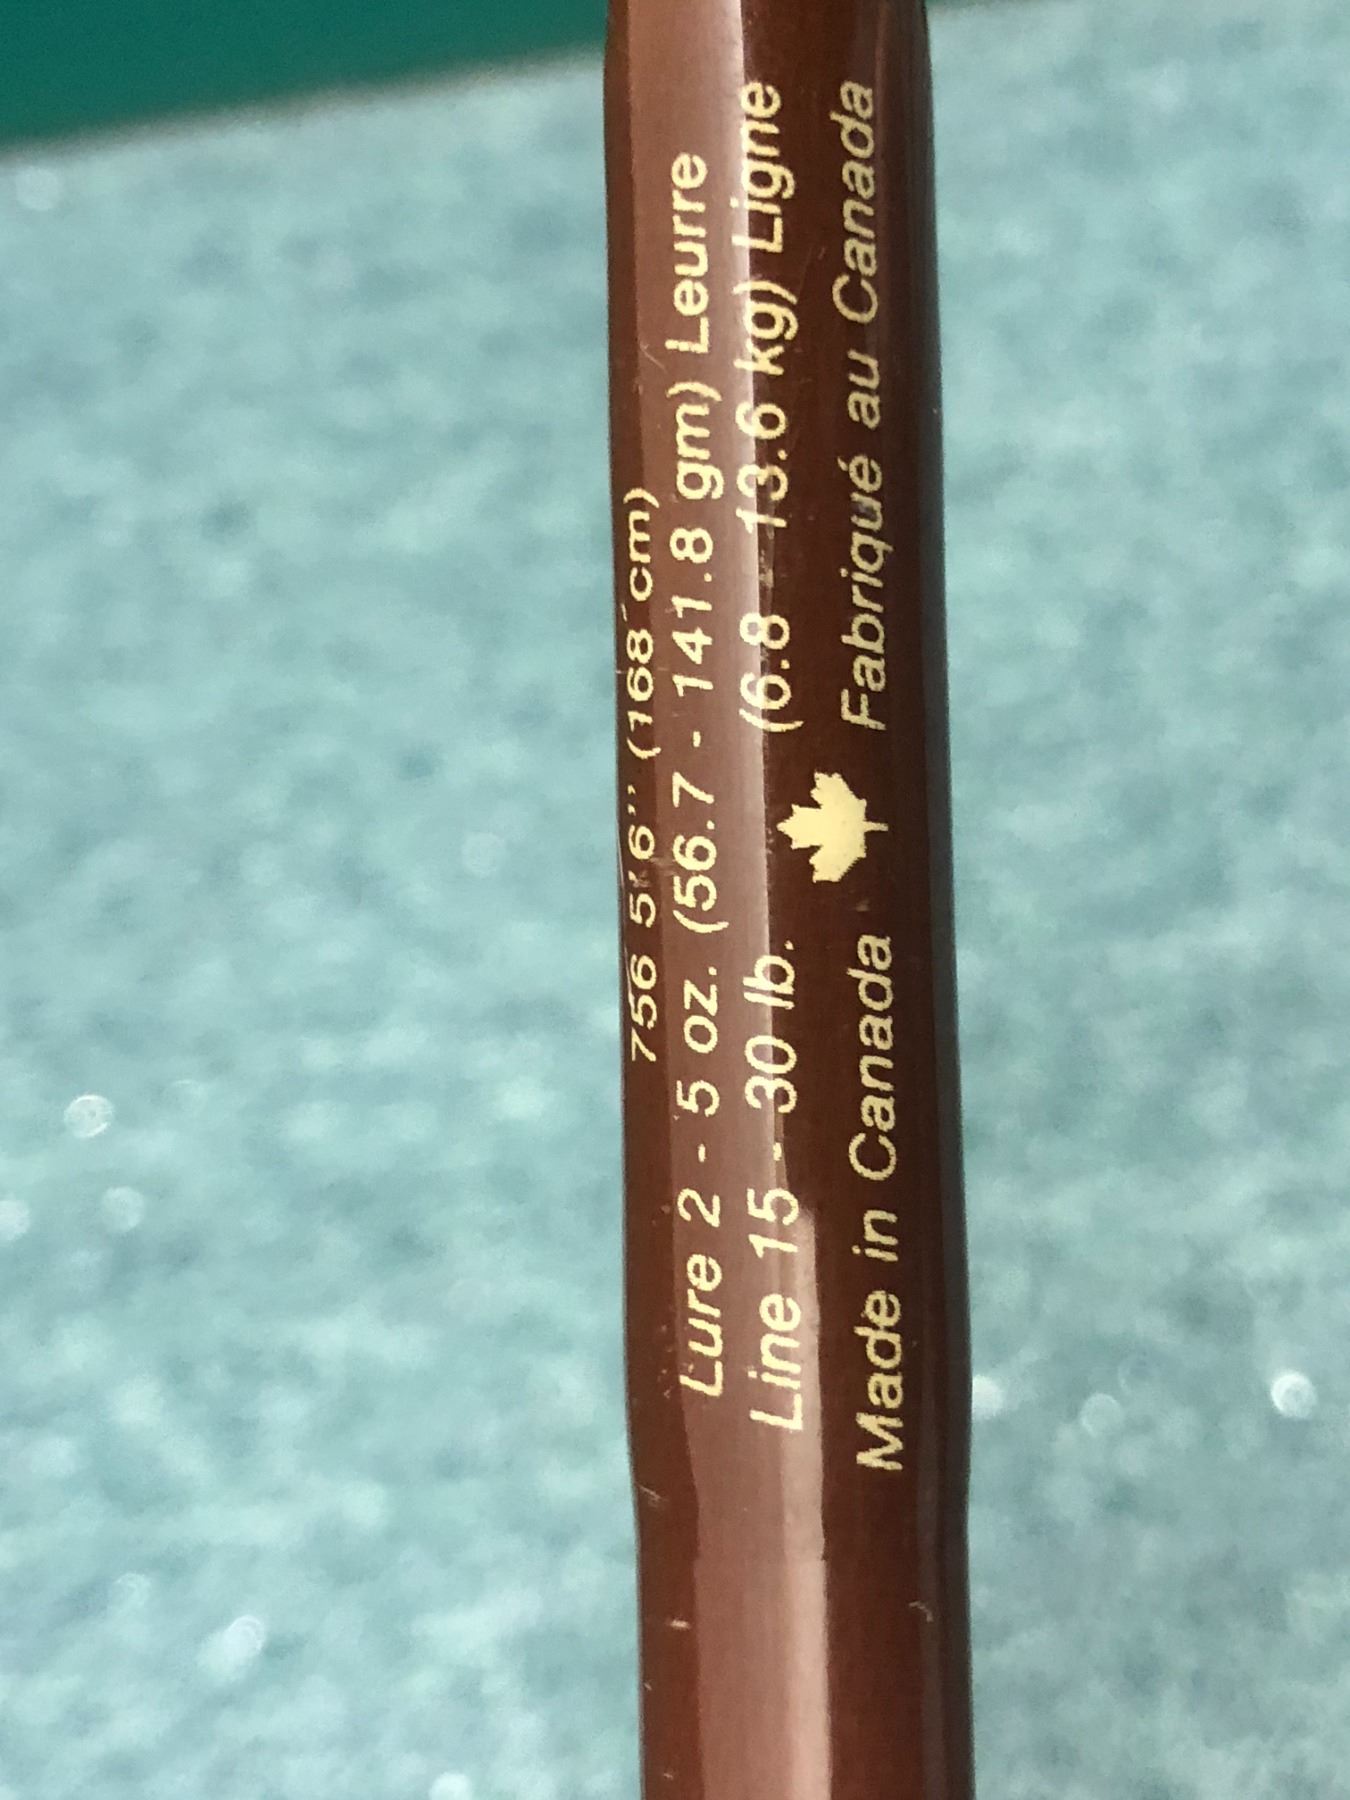 756 5'6" (168 cm)
Lure 2 - 5 oz. (56.7 - 141.8 gm) Leurre
Line 15 - 30 lb. (6.8 - 13.6 kg) Ligne
Made in Canada Fabriqué au Canada